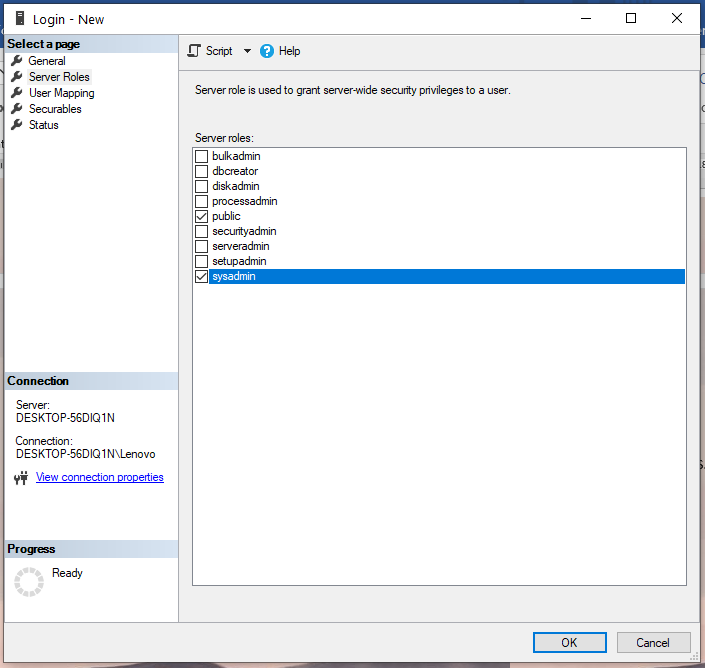 Login - New
Select a page
General
Server Roles
User Mapping
Securables
Status
Script
Help
Server role is used to grant server-wide security privileges to a user.
Server roles:
bulkadmin
dbcreator
diskadmin
processadmin
public
securityadmin
serveradmin
setupadmin
sysadmin
Connection
Server:
DESKTOP-56DIQ1N
Connection:
DESKTOP-56DIQ1N\Lenovo
View connection properties
Progress
Ready
OK
Cancel